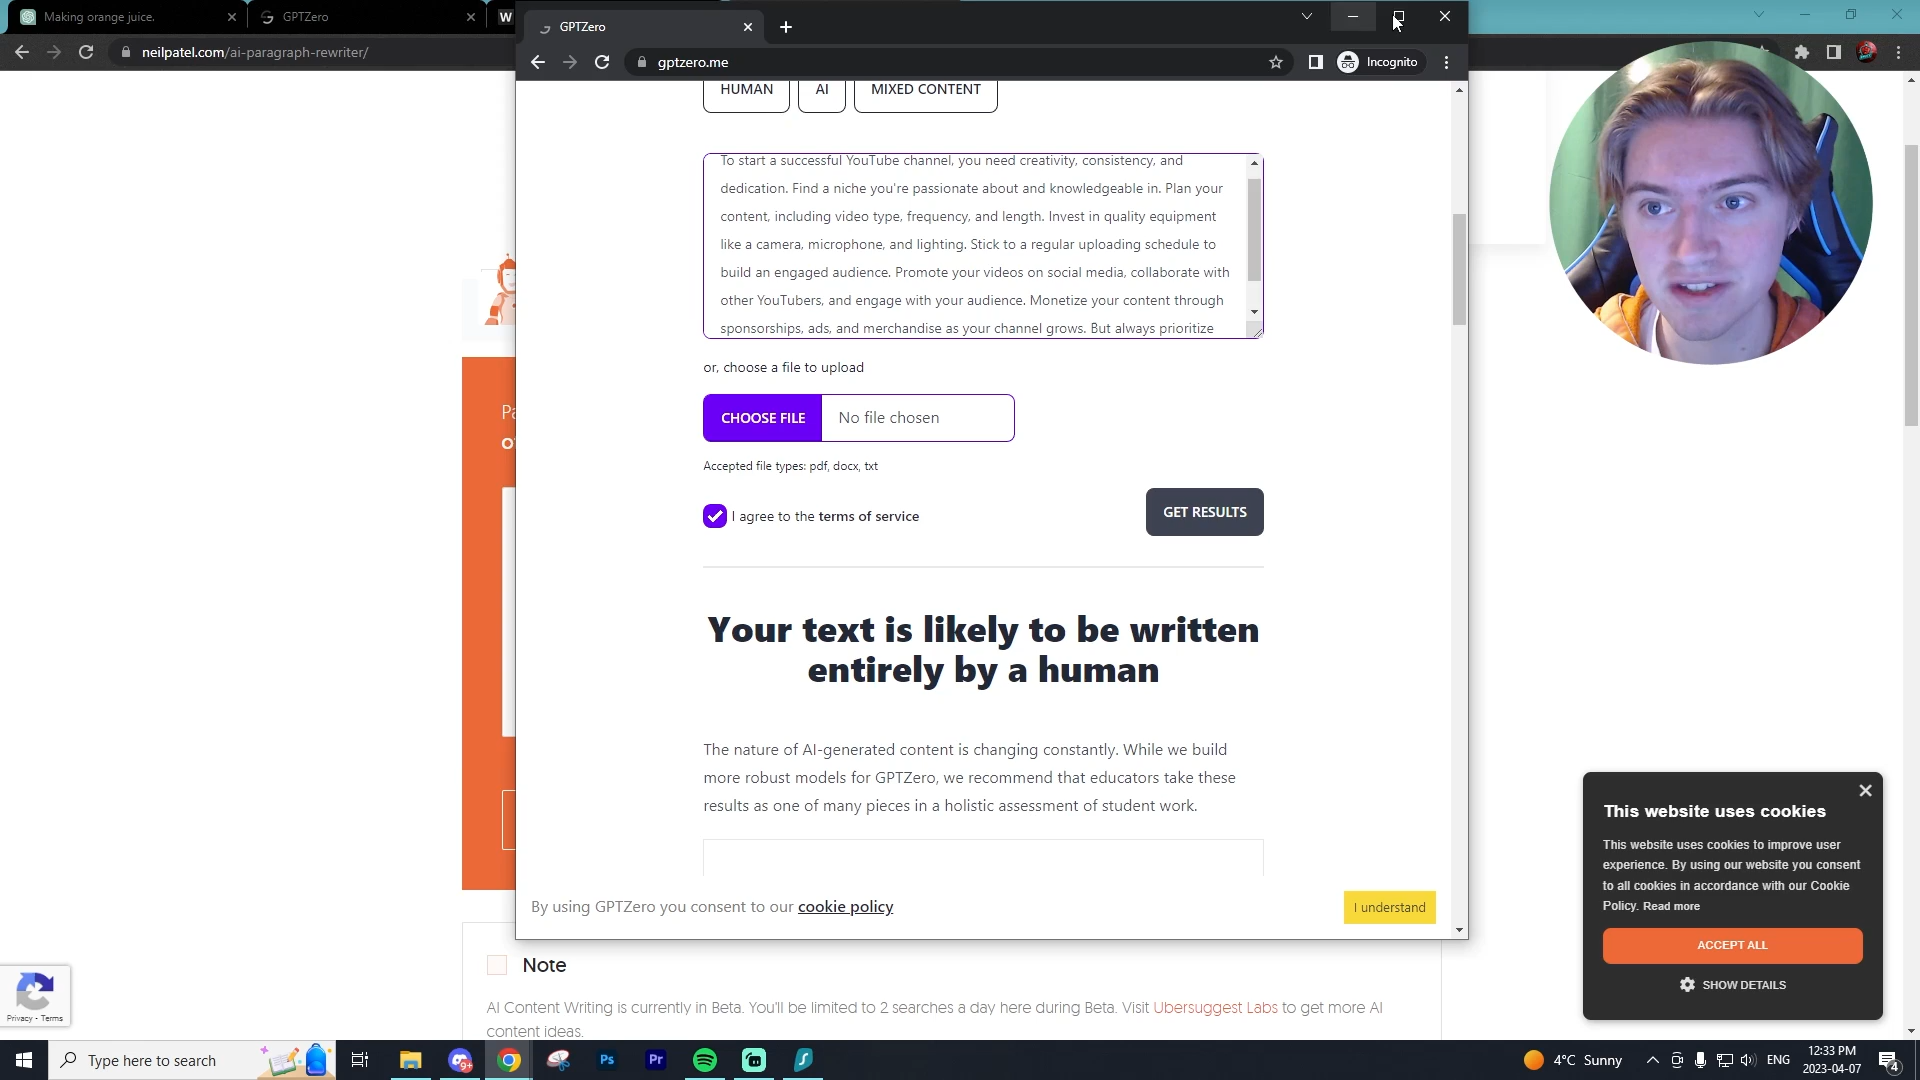 Making orange juice.
GPTZero
W
GPTZero
neilpatel.com/ai-paragraph-rewriter/
gptzero.me
Incognito
HUMAN
AI
MIXED CONTENT
To start a successful YouTube channel, you need creativity, consistency, and
dedication. Find a niche you're passionate about and knowledgeable in. Plan your
content, including video type, frequency, and length. Invest in quality equipment
like a camera, microphone, and lighting. Stick to a regular uploading schedule to
build an engaged audience. Promote your videos on social media, collaborate with
other YouTubers, and engage with your audience. Monetize your content through
sponsorships, ads, and merchandise as your channel grows. But always prioritize
or, choose a file to upload
CHOOSE FILE
No file chosen
Accepted file types: pdf, docx, txt
I agree to the terms of service
GET RESULTS
Your text is likely to be written
entirely by a human
The nature of AI-generated content is changing constantly. While we build
more robust models for GPTZero, we recommend that educators take these
results as one of many pieces in a holistic assessment of student work.
By using GPTZero you consent to our cookie policy
I understand
This website uses cookies
This website uses cookies to improve user
experience. By using our website you consent
to all cookies in accordance with our Cookie
Policy. Read more
ACCEPT ALL
SHOW DETAILS
Note
AI Content Writing is currently in Beta. You'll be limited to 2 searches a day here during Beta. Visit Ubersuggest Labs to get more AI
content ideas.
Privacy - Terms
Type here to search
9+
Ps
Pr
4°C Sunny
ENG
12:33 PM
2023-04-07
4